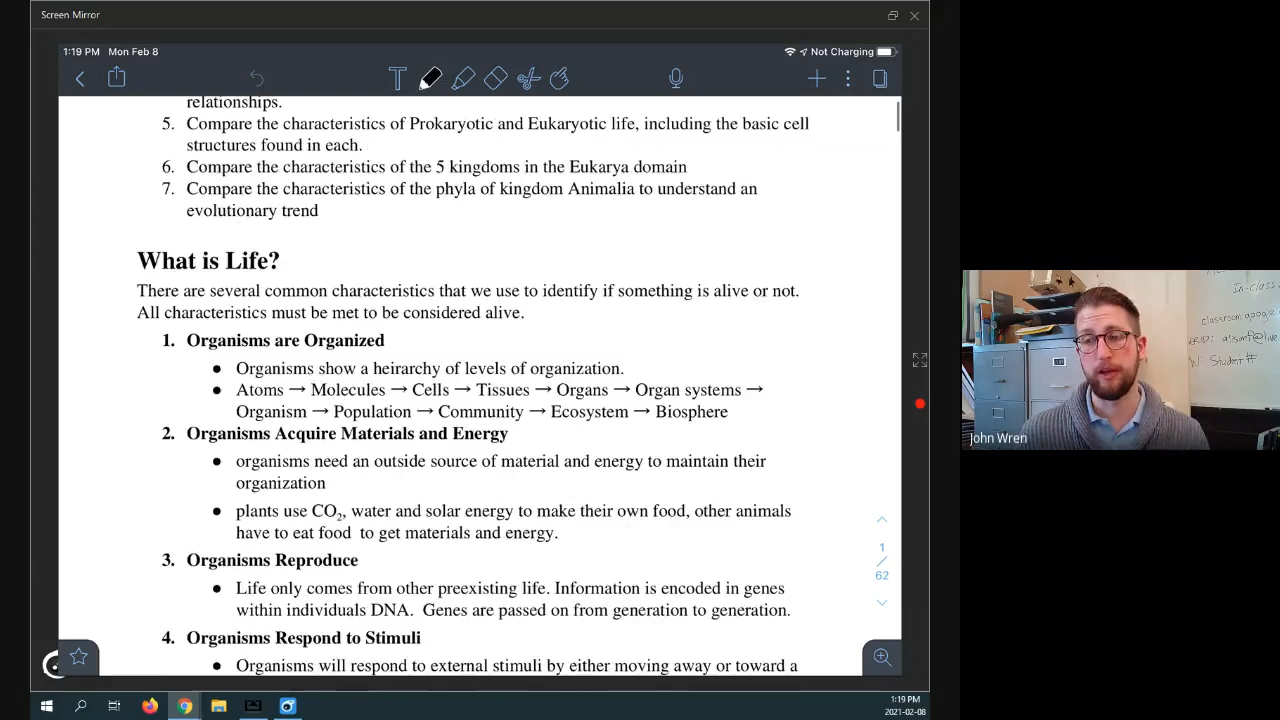 Screen Mirror
1:19 PM Mon Feb 8
Not Charging
relationships.
5. Compare the characteristics of Prokaryotic and Eukaryotic life, including the basic cell
structures found in each.
6. Compare the characteristics of the 5 kingdoms in the Eukarya domain
7. Compare the characteristics of the phyla of kingdom Animalia to understand an
evolutionary trend
What is Life?
There are several common characteristics that we use to identify if something is alive or not.
All characteristics must be met to be considered alive.
1. Organisms are Organized
● Organisms show a heirarchy of levels of organization.
● Atoms → Molecules → Cells → Tissues → Organs → Organ systems →
Organism → Population → Community → Ecosystem → Biosphere
2. Organisms Acquire Materials and Energy
● organisms need an outside source of material and energy to maintain their
organization
● plants use CO₂, water and solar energy to make their own food, other animals
have to eat food to get materials and energy.
3. Organisms Reproduce
● Life only comes from other preexisting life. Information is encoded in genes
within individuals DNA. Genes are passed on from generation to generation.
4. Organisms Respond to Stimuli
● Organisms will respond to external stimuli by either moving away or toward a
1
/
62
In-class
classroom.google
Student #
John Wren
1:19 PM
2021-02-08